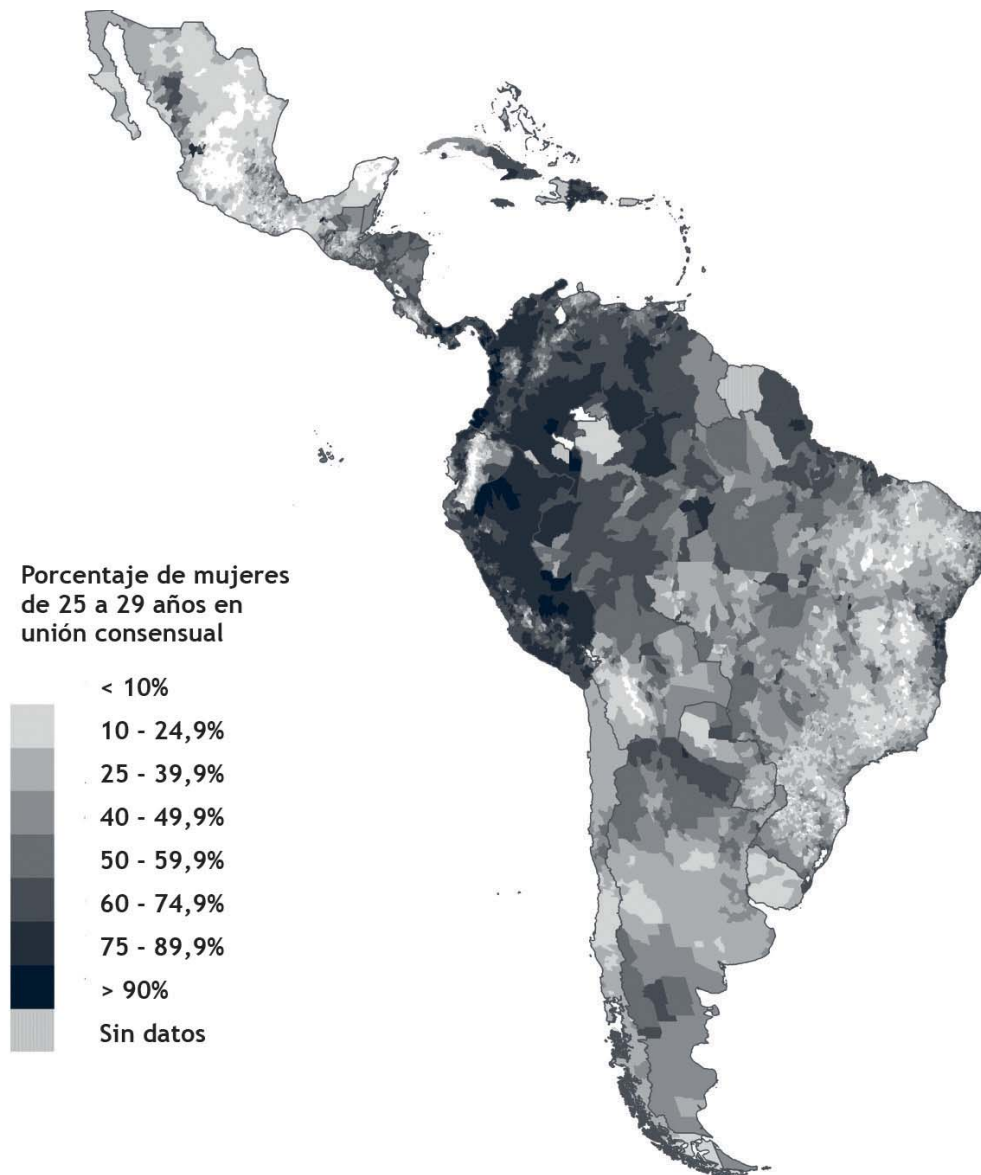 Porcentaje de mujeres
de 25 a 29 años en
unión consensual
< 10%
10 - 24,9%
25 - 39,9%
40 - 49,9%
50 - 59,9%
60 - 74,9%
75 - 89,9%
> 90%
Sin datos